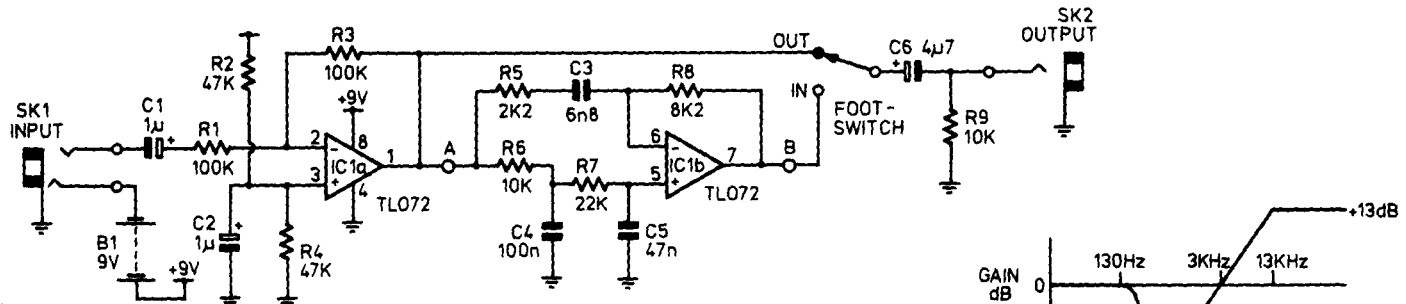 SK1
INPUT
C1
1µ
R1
100K
R2
47K
R3
100K
+9V
2
3
8
4
1
-
+
IC1a
TL072
C2
1µ
+
R4
47K
B1
9V
+9V
A
R5
2K2
C3
6n8
R8
8K2
R6
10K
R7
22K
C4
100n
C5
47n
6
5
7
-
+
IC1b
TL072
B
OUT
IN
FOOT-
SWITCH
C6 4µ7
+
R9
10K
SK2
OUTPUT
GAIN
dB
0
130Hz
3KHz
13KHz
+13dB